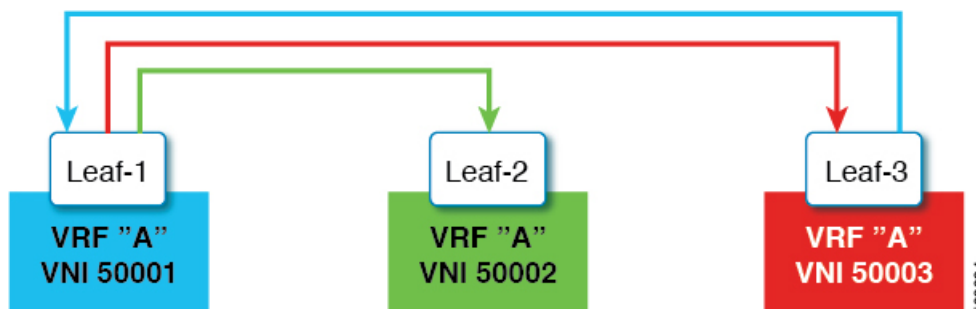 Leaf-1
Leaf-2
Leaf-3
VRF ”A”
VNI 50001
VRF ”A”
VNI 50002
VRF ”A”
VNI 50003